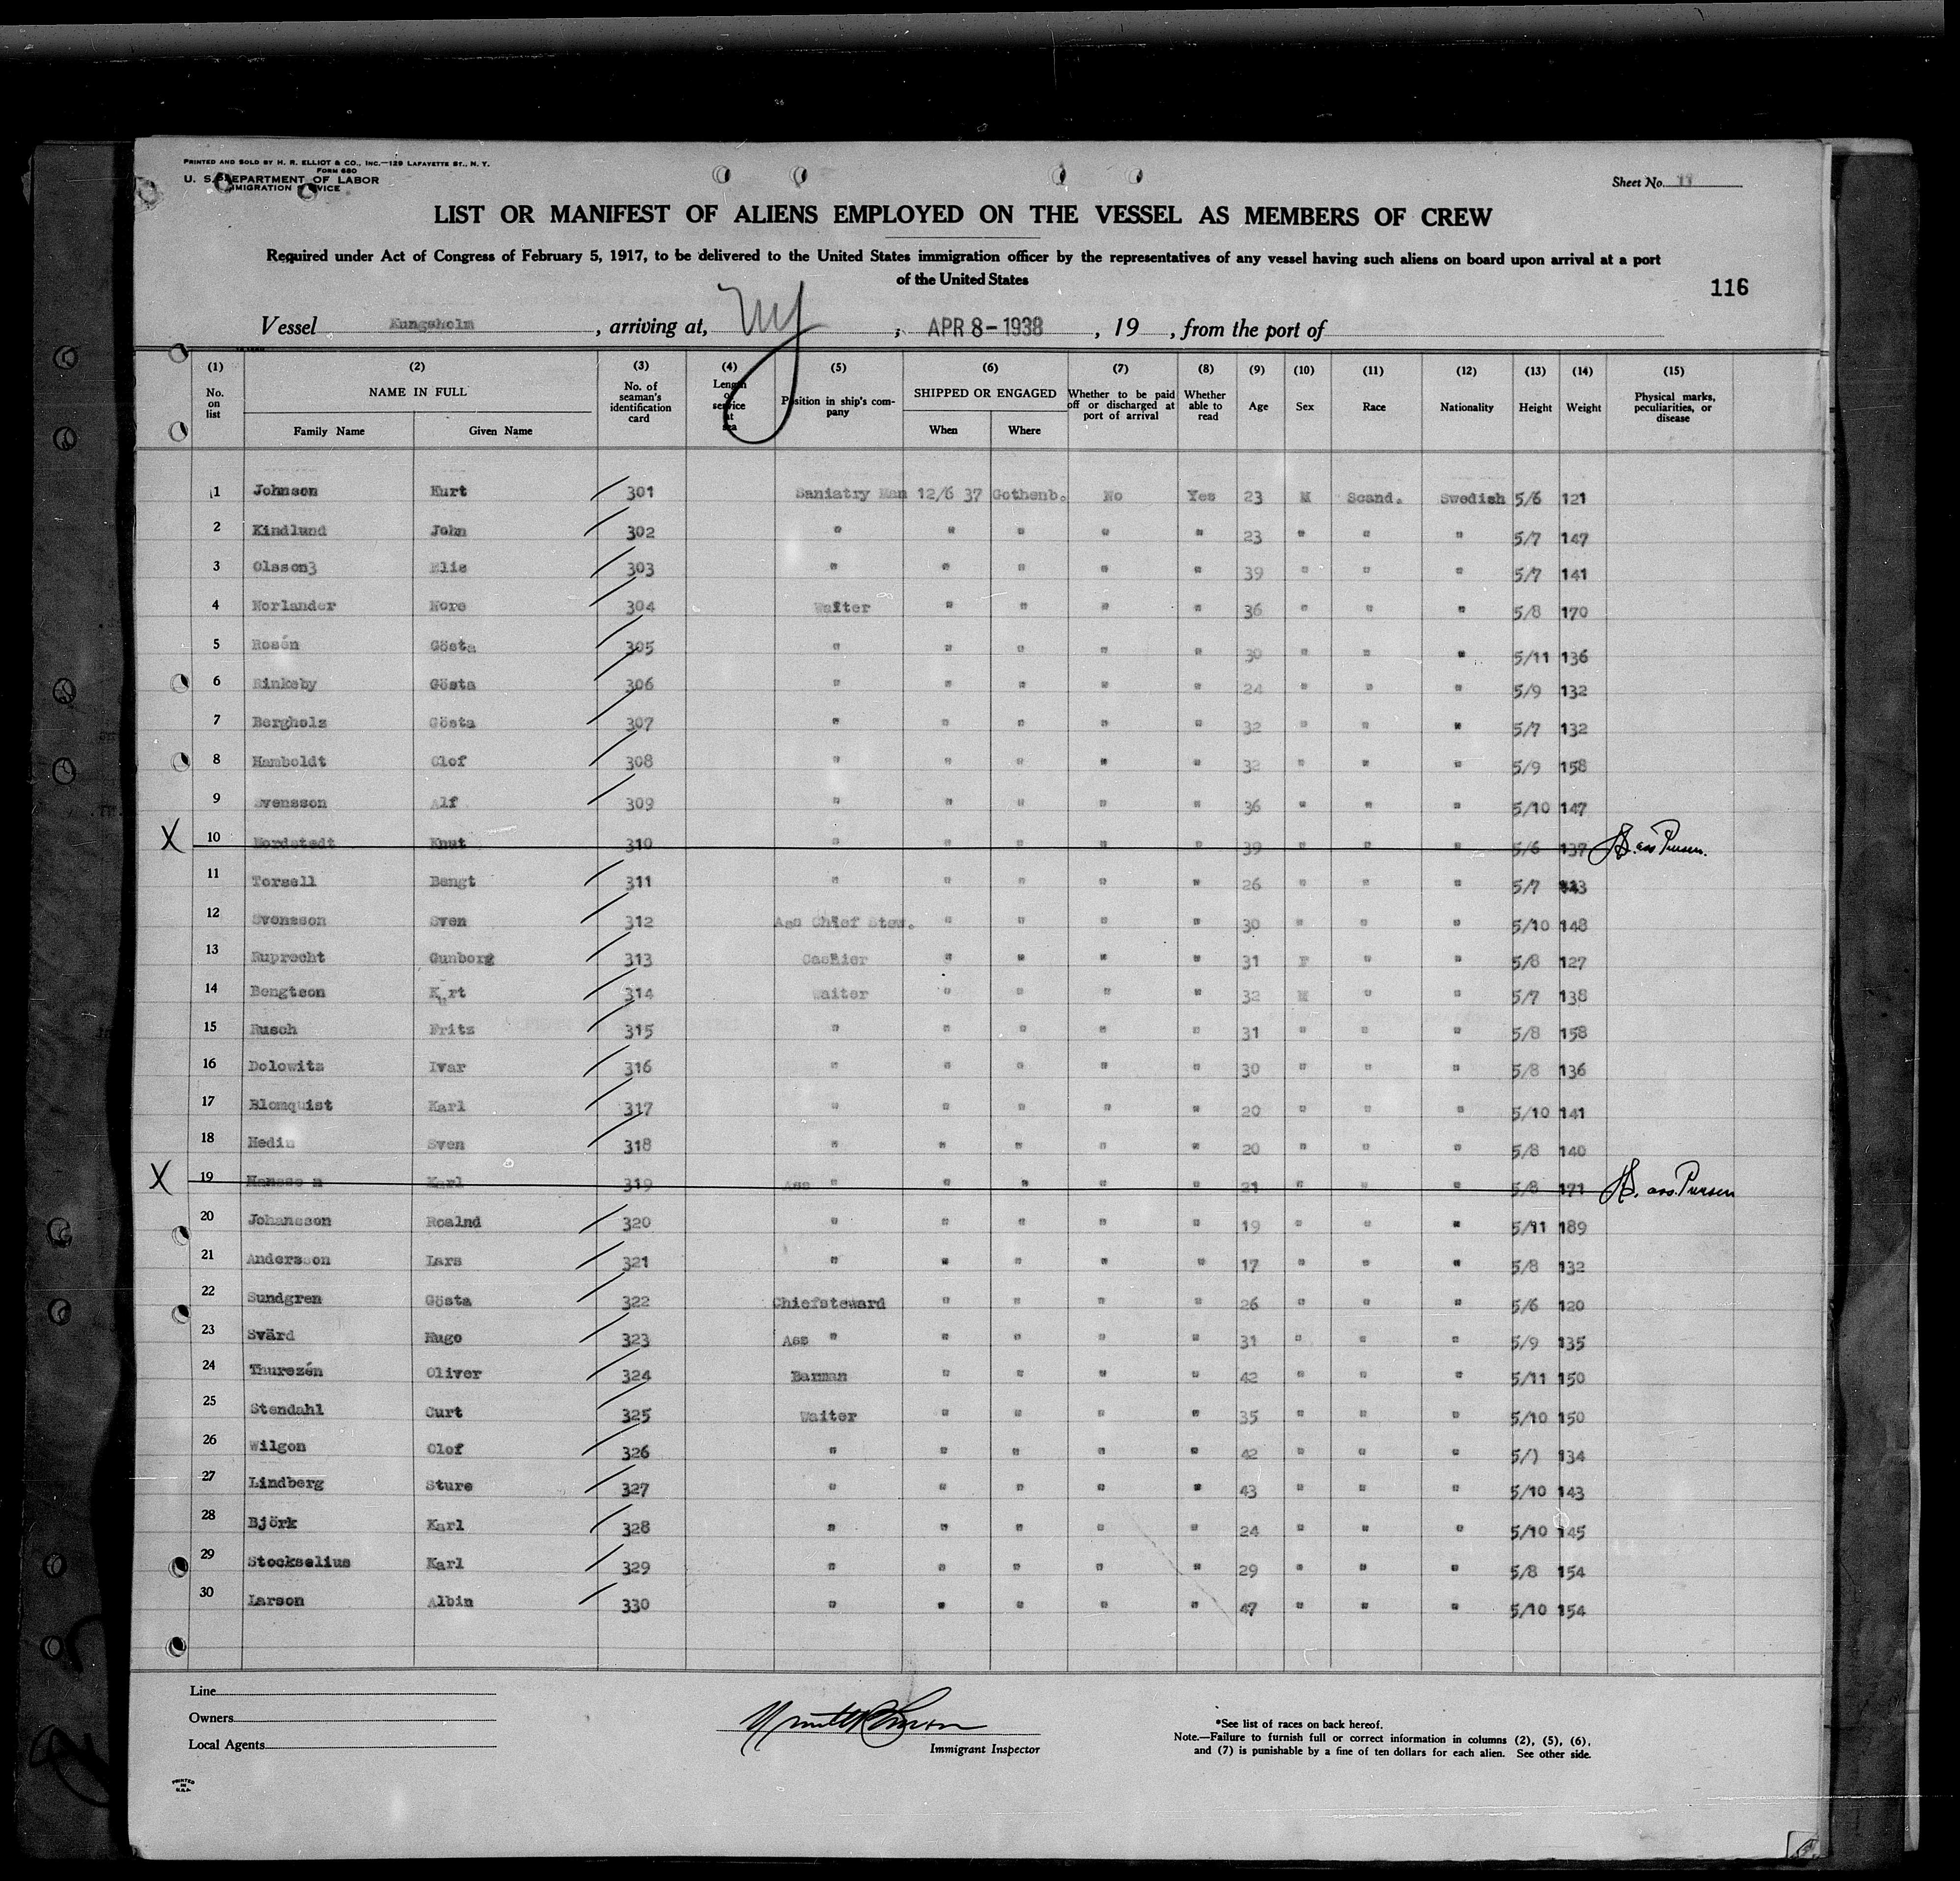 PRINTED AND SOLD BY H. R. ELLIOT & CO., INC.—129 LAFAYETTE ST., N. Y.
FORM 680
U. S. DEPARTMENT OF LABOR
IMMIGRATION SERVICE
Sheet No. 11
LIST OR MANIFEST OF ALIENS EMPLOYED ON THE VESSEL AS MEMBERS OF CREW
Required under Act of Congress of February 5, 1917, to be delivered to the United States immigration officer by the representatives of any vessel having such aliens on board upon arrival at a port
of the United States
116
Vessel Kungsholm, arriving at, NY, APR 8-1938, 19 , from the port of
(1) (2) (3) (4) (5) (6) (7) (8) (9) (10) (11) (12) (13) (14) (15)
No. on list NAME IN FULL Family Name Given Name No. of seaman's identification card Length of service at sea Position in ship's company SHIPPED OR ENGAGED When Where Whether to be paid off or discharged at port of arrival Whether able to read Age Sex Race Nationality Height Weight Physical marks, peculiarities, or disease
1 Johnson Kurt 301 Saniatry Man 12/6 37 Gothenb. No Yes 23 M Scand. Swedish 5/6 121
2 Kindlund John 302 " " " " " 23 " " " 5/7 147
3 Olsson3 Elis 303 " " " " " 39 " " " 5/7 141
4 Norlander Nore 304 Waiter " " " " 36 " " " 5/8 170
5 Rosén Gösta 305 " " " " " 30 " " " 5/11 136
6 Rinkeby Gösta 306 " " " " " 24 " " " 5/9 132
7 Bergholz Gösta 307 " " " " " 32 " " " 5/7 132
8 Hamboldt Olof 308 " " " " " 32 " " " 5/9 158
9 Svensson Alf 309 " " " " " 36 " " " 5/10 147
X 10 Nordstedt Knut 310 " " " " " 39 " " " 5/6 137 ass Purser.
11 Torsell Bengt 311 " " " " " 26 " " " 5/7 143
12 Svensson Sven 312 Ass Chief Stew. " " " " 30 " " " 5/10 148
13 Ruprecht Gunborg 313 Cashier " " " " 31 F " " 5/8 127
14 Bengtson Kurt 314 Waiter " " " " 32 M " " 5/7 138
15 Rusch Fritz 315 " " " " " 31 " " " 5/8 158
16 Dolowitz Ivar 316 " " " " " 30 " " " 5/8 136
17 Blomquist Karl 317 " " " " " 20 " " " 5/10 141
18 Hedin Sven 318 " " " " " 20 " " " 5/8 140
X 19 Hansso n Karl 319 Ass " " " " " 21 " " " 5/8 171 ass. Purser
20 Johansson Roalnd 320 " " " " " 19 " " " 5/11 189
21 Andersson Lars 321 " " " " " 17 " " " 5/8 132
22 Sundgren Gösta 322 Chiefsteward " " " " 26 " " " 5/6 120
23 Svärd Hugo 323 Ass " " " " " 31 " " " 5/9 135
24 Thurezén Oliver 324 Barman " " " " 42 " " " 5/11 150
25 Stendahl Curt 325 Waiter " " " " 35 " " " 5/10 150
26 Wilgon Olof 326 " " " " " 42 " " " 5/) 134
27 Lindberg Sture 327 " " " " " 43 " " " 5/10 143
28 Björk Karl 328 " " " " " 24 " " " 5/10 145
29 Stockselius Karl 329 " " " " " 29 " " " 5/8 154
30 Larson Albin 330 " " " " " 47 " " " 5/10 154
Line
Owners
Local Agents
Immigrant Inspector
*See list of races on back hereof.
Note.—Failure to furnish full or correct information in columns (2), (5), (6),
and (7) is punishable by a fine of ten dollars for each alien. See other side.
PRINTED
IN
U.S.A.